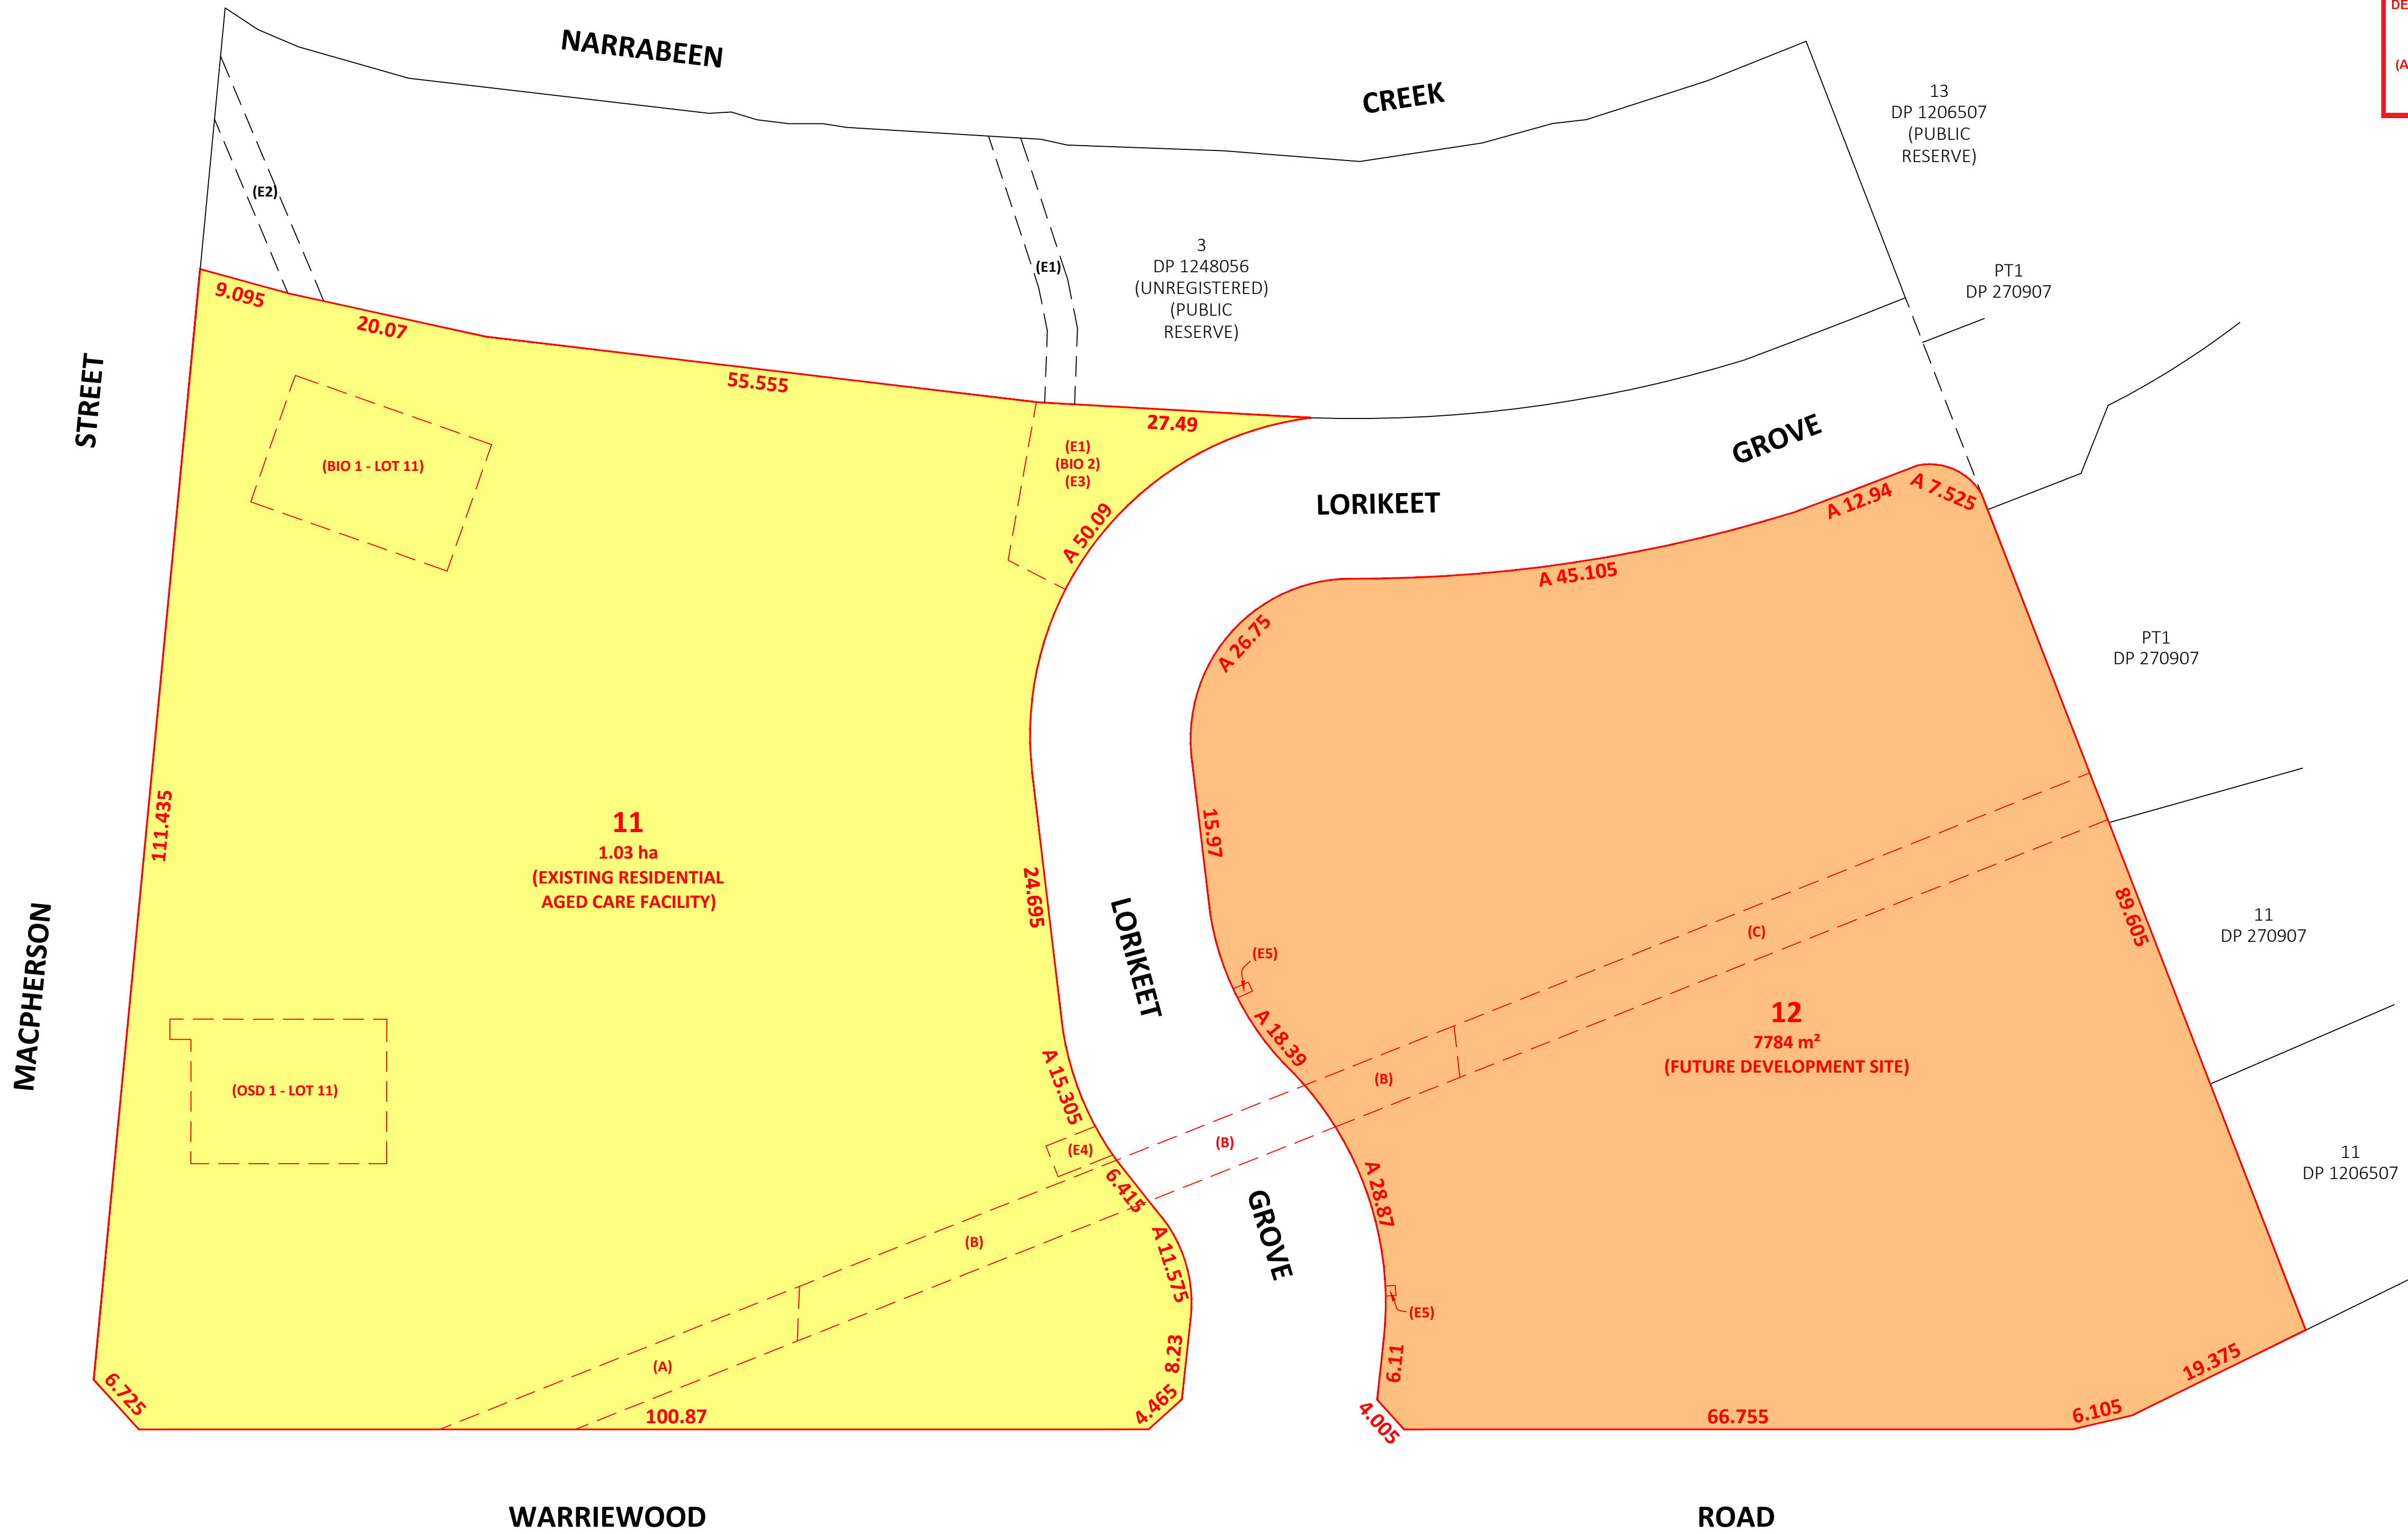 DE
(A
NARRABEEN
CREEK
13
DP 1206507
(PUBLIC
RESERVE)
(E2)
3
DP 1248056
(UNREGISTERED)
(PUBLIC
RESERVE)
(E1)
PT1
DP 270907
9.095
20.07
55.555
27.49
STREET
(BIO 1 - LOT 11)
(E1)
(BIO 2)
(E3)
A 50.09
GROVE
LORIKEET
A 12.94
A 7.525
A 45.105
A 26.75
PT1
DP 270907
111.435
11
1.03 ha
(EXISTING RESIDENTIAL
AGED CARE FACILITY)
24.695
15.97
LORIKEET
(E5)
(C)
89.605
11
DP 270907
MACPHERSON
12
7784 m²
(FUTURE DEVELOPMENT SITE)
A 18.39
(B)
(OSD 1 - LOT 11)
A 15.305
(E4)
(B)
6.415
11
DP 1206507
A 28.87
GROVE
(B)
A 11.575
(E5)
(A)
8.23
6.11
19.375
6.725
100.87
4.465
4.005
66.755
6.105
WARRIEWOOD
ROAD